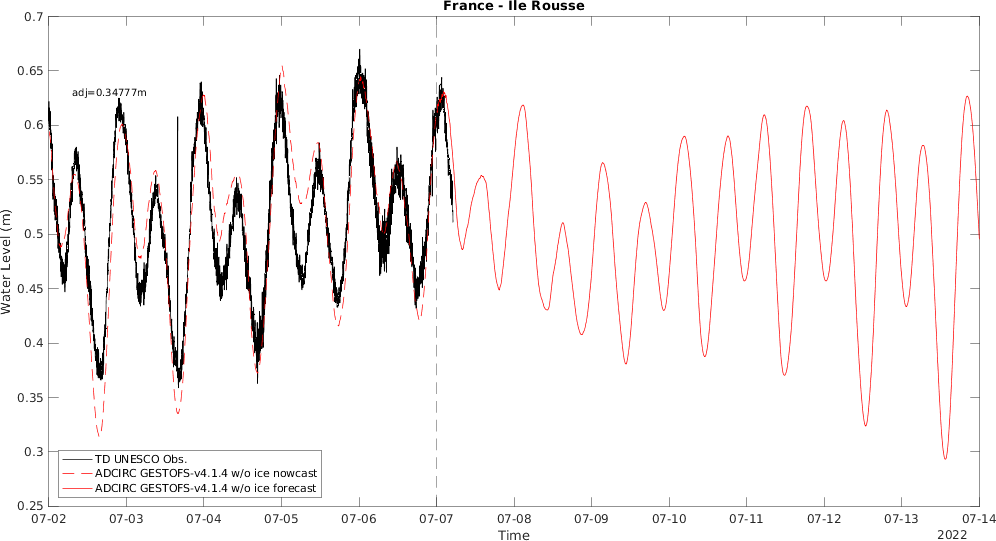 France - Ile Rousse
0.7
0.65
0.6
0.55
0.5
0.45
0.4
0.35
0.3
0.25
Water Level (m)
adj=0.34777m
TD UNESCO Obs.
ADCIRC GESTOFS-v4.1.4 w/o ice nowcast
ADCIRC GESTOFS-v4.1.4 w/o ice forecast
07-02 07-03 07-04 07-05 07-06 07-07 07-08 07-09 07-10 07-11 07-12 07-13 07-14
Time
2022